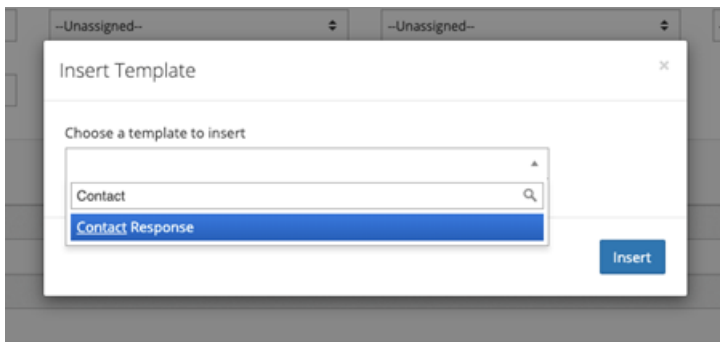 --Unassigned-- --Unassigned--
Insert Template ×
Choose a template to insert
Contact
Contact Response
Insert